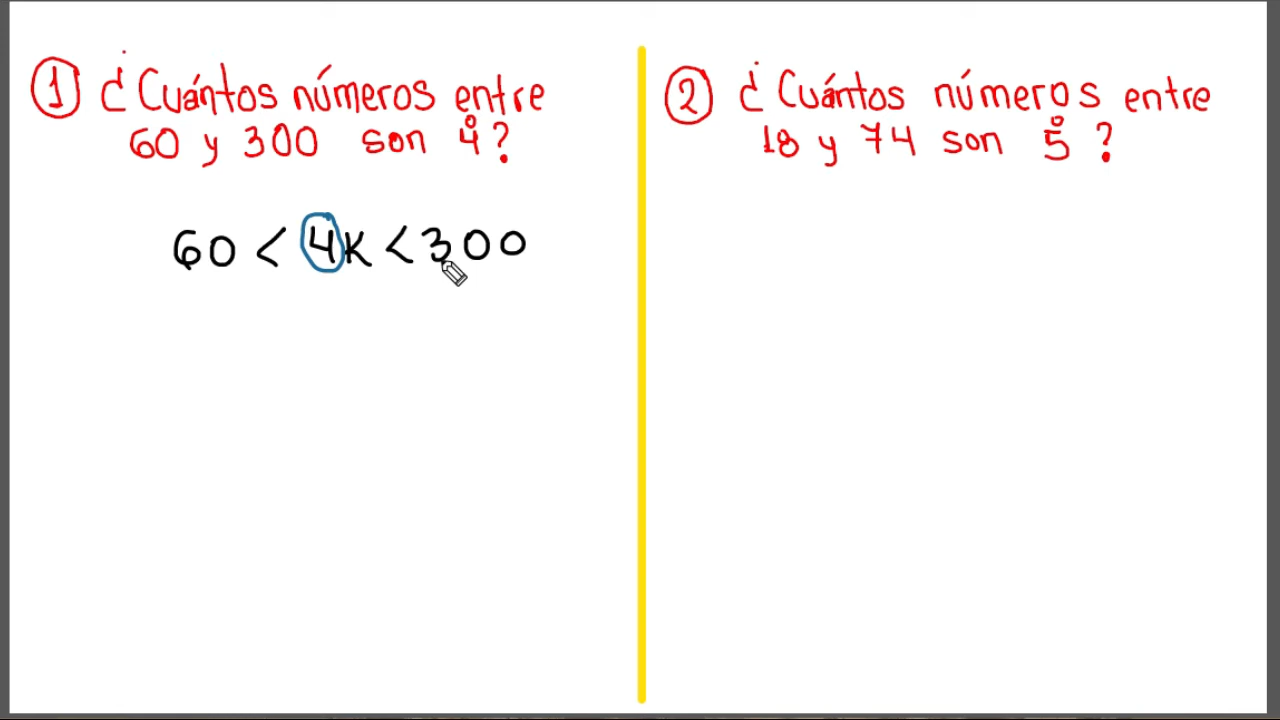 1 ¿Cuántos números entre
60 y 300 son 4̊?
60 < 4k < 300
2 ¿Cuántos números entre
18 y 74 son 5̊?